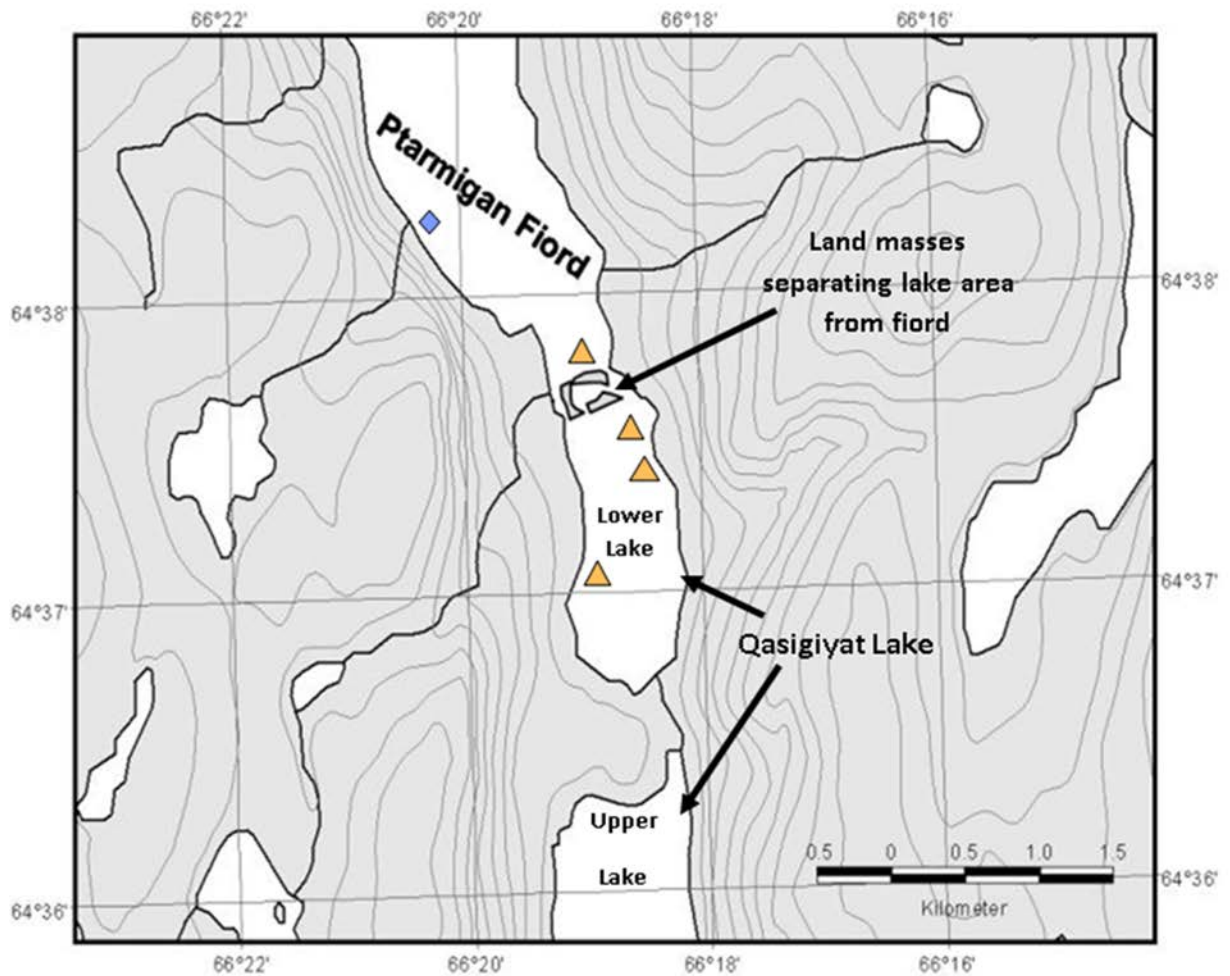 66°22' 66°20' 66°18' 66°16'
Ptarmigan Fiord
Land masses
separating lake area
from fiord
64°38' 64°38'
Lower
Lake
64°37' 64°37'
Qasigiyat Lake
Upper
Lake
0.5 0 0.5 1.0 1.5
Kilometer
64°36' 64°36'
66°22' 66°20' 66°18' 66°16'